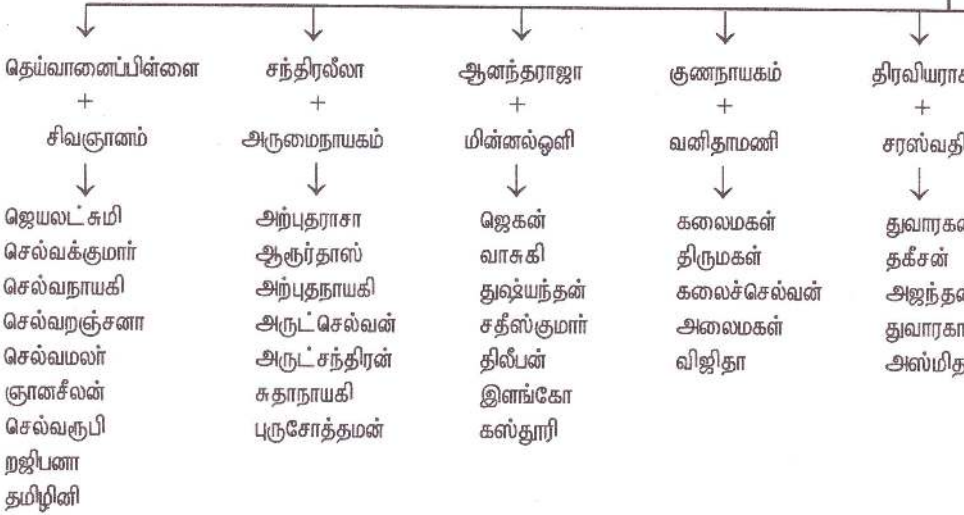 தெய்வானைப்பிள்ளை
+
சிவஞானம்
ஜெயலட்சுமி
செல்வக்குமார்
செல்வநாயகி
செல்வறஞ்சனா
செல்வமலர்
ஞானசீலன்
செல்வரூபி
றஜிபனா
தமிழினி
சந்திரலீலா
+
அருமைநாயகம்
அற்புதராசா
ஆரூர்தாஸ்
அற்புதநாயகி
அருட்செல்வன்
அருட்சந்திரன்
சுதாநாயகி
புருசோத்தமன்
ஆனந்தராஜா
+
மின்னல்ஒளி
ஜெகன்
வாசுகி
துஷ்யந்தன்
சதீஸ்குமார்
திலீபன்
இளங்கோ
கஸ்தூரி
குணநாயகம்
+
வனிதாமணி
கலைமகள்
திருமகள்
கலைச்செல்வன்
அலைமகள்
விஜிதா
+
சரஸ்வதி
தகீசன்